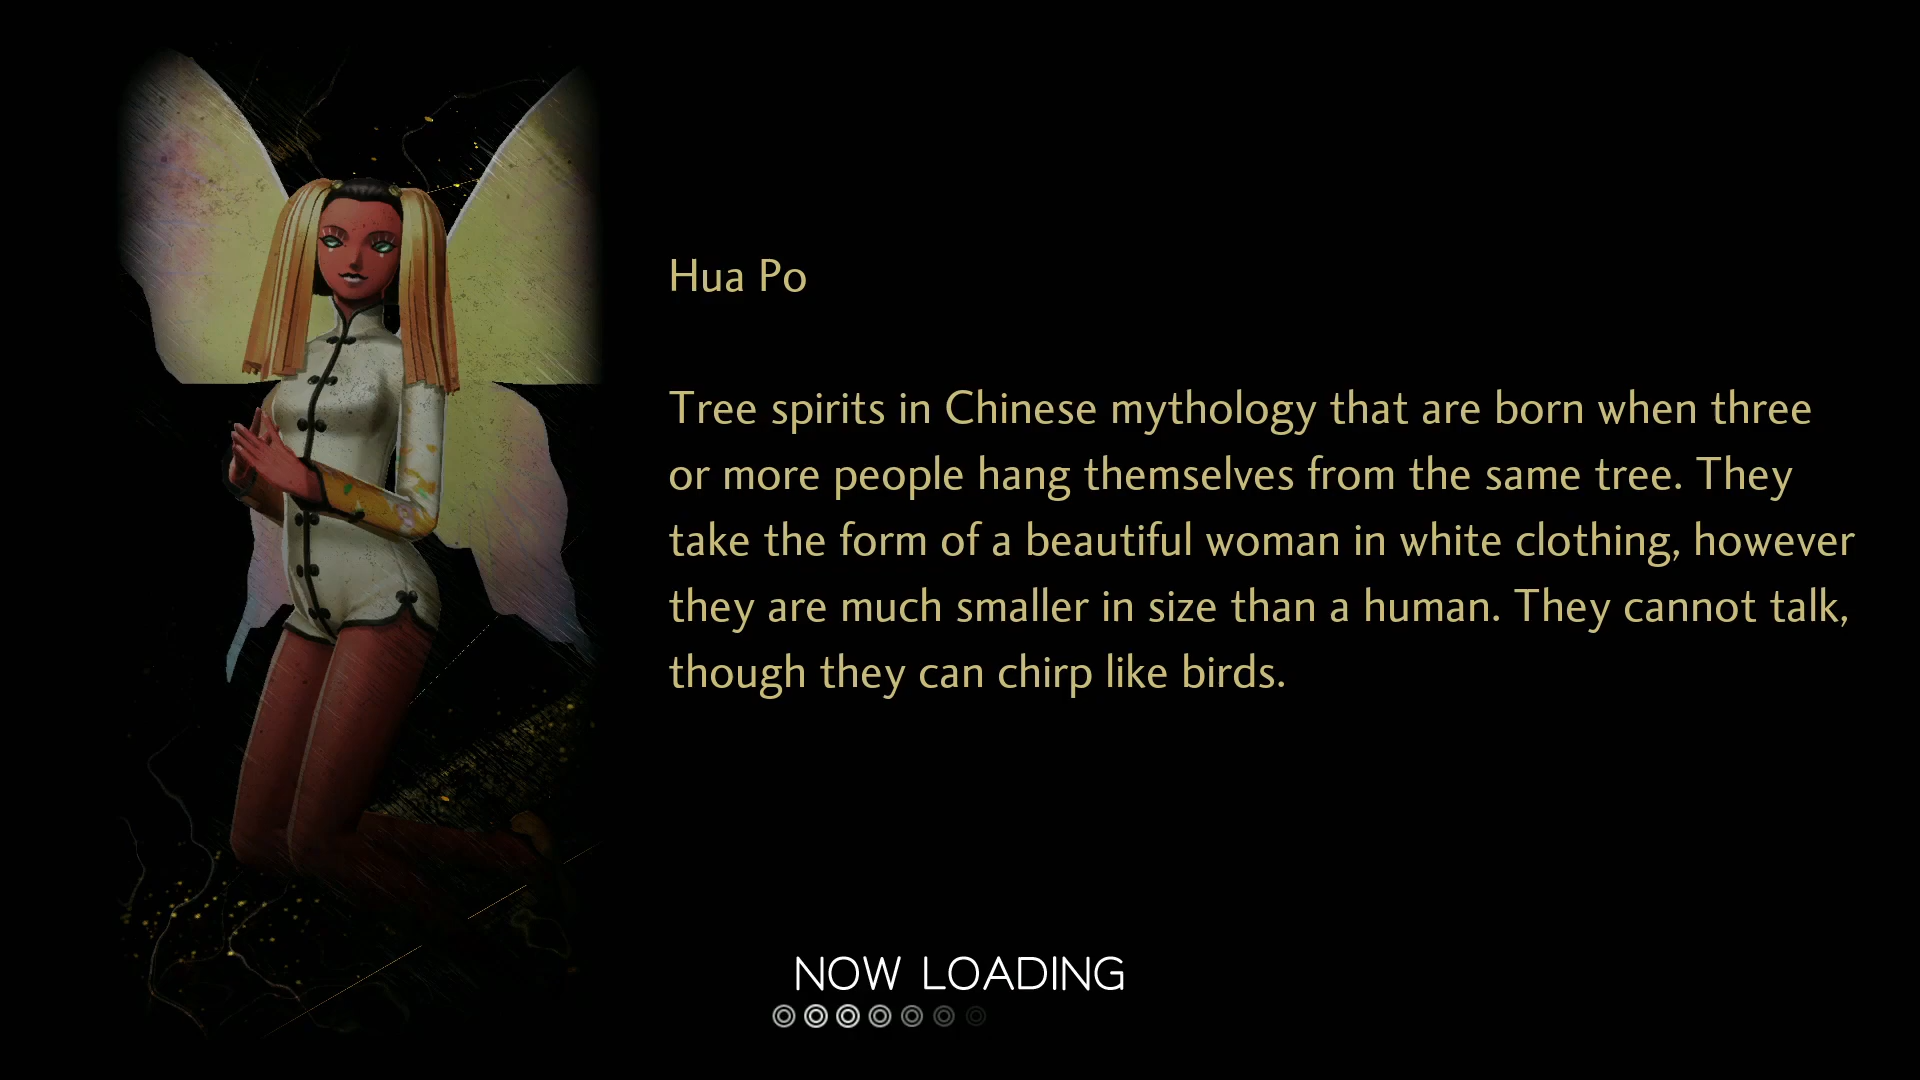 Hua Po
Tree spirits in Chinese mythology that are born when three
or more people hang themselves from the same tree. They
take the form of a beautiful woman in white clothing, however
they are much smaller in size than a human. They cannot talk,
though they can chirp like birds.
NOW LOADING